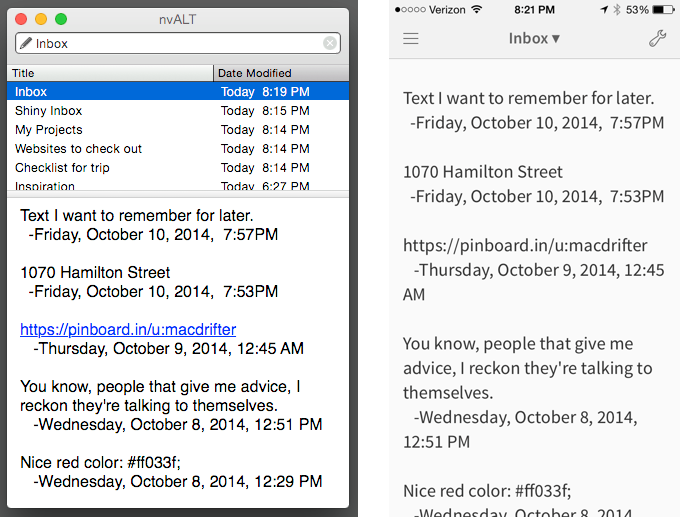 nvALT
Inbox
Title Date Modified
Inbox Today 8:19 PM
Shiny Inbox Today 8:15 PM
My Projects Today 8:14 PM
Websites to check out Today 8:14 PM
Checklist for trip Today 8:14 PM
Inspiration Today 6:27 PM
Text I want to remember for later.
-Friday, October 10, 2014,  7:57PM
1070 Hamilton Street
-Friday, October 10, 2014,  7:53PM
https://pinboard.in/u:macdrifter
-Thursday, October 9, 2014, 12:45 AM
You know, people that give me advice, I
reckon they're talking to themselves.
-Wednesday, October 8, 2014, 12:51 PM
Nice red color: #ff033f;
-Wednesday, October 8, 2014, 12:29 PM
Verizon 8:21 PM 53%
Inbox ▾
Text I want to remember for later.
-Friday, October 10, 2014,  7:57PM
1070 Hamilton Street
-Friday, October 10, 2014,  7:53PM
https://pinboard.in/u:macdrifter
-Thursday, October 9, 2014, 12:45
AM
You know, people that give me
advice, I reckon they're talking to
themselves.
-Wednesday, October 8, 2014,
12:51 PM
Nice red color: #ff033f;
-Wednesday, October 8, 2014,